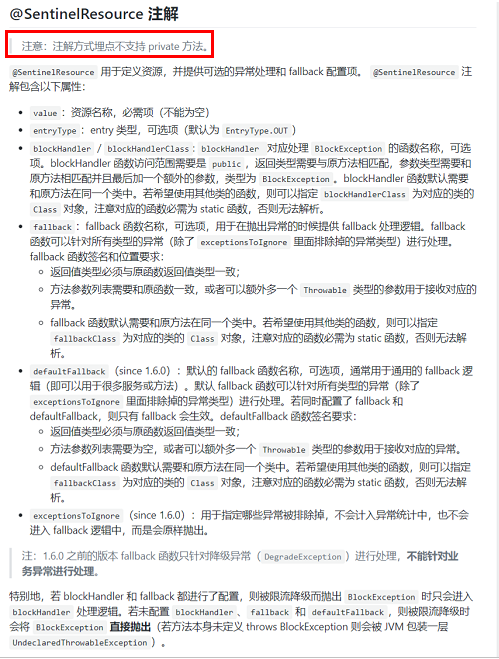 @SentinelResource 注解
注意：注解方式埋点不支持 private 方法。
@SentinelResource 用于定义资源，并提供可选的异常处理和 fallback 配置项。 @SentinelResource 注
解包含以下属性：
value：资源名称，必需项（不能为空）
entryType：entry 类型，可选项（默认为 EntryType.OUT）
blockHandler / blockHandlerClass: blockHandler 对应处理 BlockException 的函数名称，可选
项。blockHandler 函数访问范围需要是 public，返回类型需要与原方法相匹配，参数类型需要和
原方法相匹配并且最后加一个额外的参数，类型为 BlockException。blockHandler 函数默认需要
和原方法在同一个类中。若希望使用其他类的函数，则可以指定 blockHandlerClass 为对应的类的
Class 对象，注意对应的函数必需为 static 函数，否则无法解析。
fallback：fallback 函数名称，可选项，用于在抛出异常的时候提供 fallback 处理逻辑。fallback
函数可以针对所有类型的异常（除了 exceptionsToIgnore 里面排除掉的异常类型）进行处理。
fallback 函数签名和位置要求：
返回值类型必须与原函数返回值类型一致；
方法参数列表需要和原函数一致，或者可以额外多一个 Throwable 类型的参数用于接收对应的
异常。
fallback 函数默认需要和原方法在同一个类中。若希望使用其他类的函数，则可以指定
fallbackClass 为对应的类的 Class 对象，注意对应的函数必需为 static 函数，否则无法解
析。
defaultFallback（since 1.6.0）：默认的 fallback 函数名称，可选项，通常用于通用的 fallback 逻
辑（即可以用于很多服务或方法）。默认 fallback 函数可以针对所有类型的异常（除了
exceptionsToIgnore 里面排除掉的异常类型）进行处理。若同时配置了 fallback 和
defaultFallback，则只有 fallback 会生效。defaultFallback 函数签名要求：
返回值类型必须与原函数返回值类型一致；
方法参数列表需要为空，或者可以额外多一个 Throwable 类型的参数用于接收对应的异常。
defaultFallback 函数默认需要和原方法在同一个类中。若希望使用其他类的函数，则可以指定
fallbackClass 为对应的类的 Class 对象，注意对应的函数必需为 static 函数，否则无法解
析。
exceptionsToIgnore（since 1.6.0）：用于指定哪些异常被排除掉，不会计入异常统计中，也不会
进入 fallback 逻辑中，而是会原样抛出。
注：1.6.0 之前的版本 fallback 函数只针对降级异常（DegradeException）进行处理，不能针对业
务异常进行处理。
特别地，若 blockHandler 和 fallback 都进行了配置，则被限流降级而抛出 BlockException 时只会进入
blockHandler 处理逻辑。若未配置 blockHandler、fallback 和 defaultFallback，则被限流降级时
会将 BlockException 直接抛出（若方法本身未定义 throws BlockException 则会被 JVM 包装一层
UndeclaredThrowableException）。